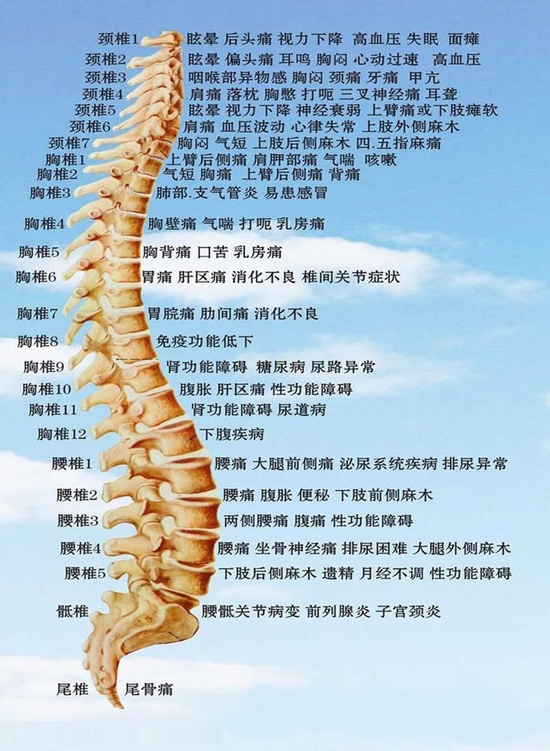 颈椎1 眩晕 后头痛 视力下降 高血压 失眠 面瘫
颈椎2 眩晕 偏头痛 耳鸣 胸闷 心动过速 高血压
颈椎3 咽喉部异物感 胸闷 颈痛 牙痛 甲亢
颈椎4 肩痛 落枕 胸憋 打呃 三叉神经痛 耳聋
颈椎5 眩晕 视力下降 神经衰弱 上臂痛或下肢瘫软
颈椎6 肩痛 血压波动 心律失常 上肢外侧麻木
颈椎7 胸闷 气短 上肢后侧麻木 四.五指麻痛
胸椎1 上臂后侧痛 肩胛部痛 气喘 咳嗽
胸椎2 气短 胸痛 上臂后侧痛 背痛
胸椎3 肺部.支气管炎 易患感冒
胸椎4 胸壁痛 气喘 打呃 乳房痛
胸椎5 胸背痛 口苦 乳房痛
胸椎6 胃痛 肝区痛 消化不良 椎间关节症状
胸椎7 胃脘痛 肋间痛 消化不良
胸椎8 免疫功能低下
胸椎9 肾功能障碍 糖尿病 尿路异常
胸椎10 腹胀 肝区痛 性功能障碍
胸椎11 肾功能障碍 尿道病
胸椎12 下腹疾病
腰椎1 腰痛 大腿前侧痛 泌尿系统疾病 排尿异常
腰椎2 腰痛 腹胀 便秘 下肢前侧麻木
腰椎3 两侧腰痛 腹痛 性功能障碍
腰椎4 腰痛 坐骨神经痛 排尿困难 大腿外侧麻木
腰椎5 下肢后侧麻木 遗精 月经不调 性功能障碍
骶椎 腰骶关节病变 前列腺炎 子宫颈炎
尾椎 尾骨痛